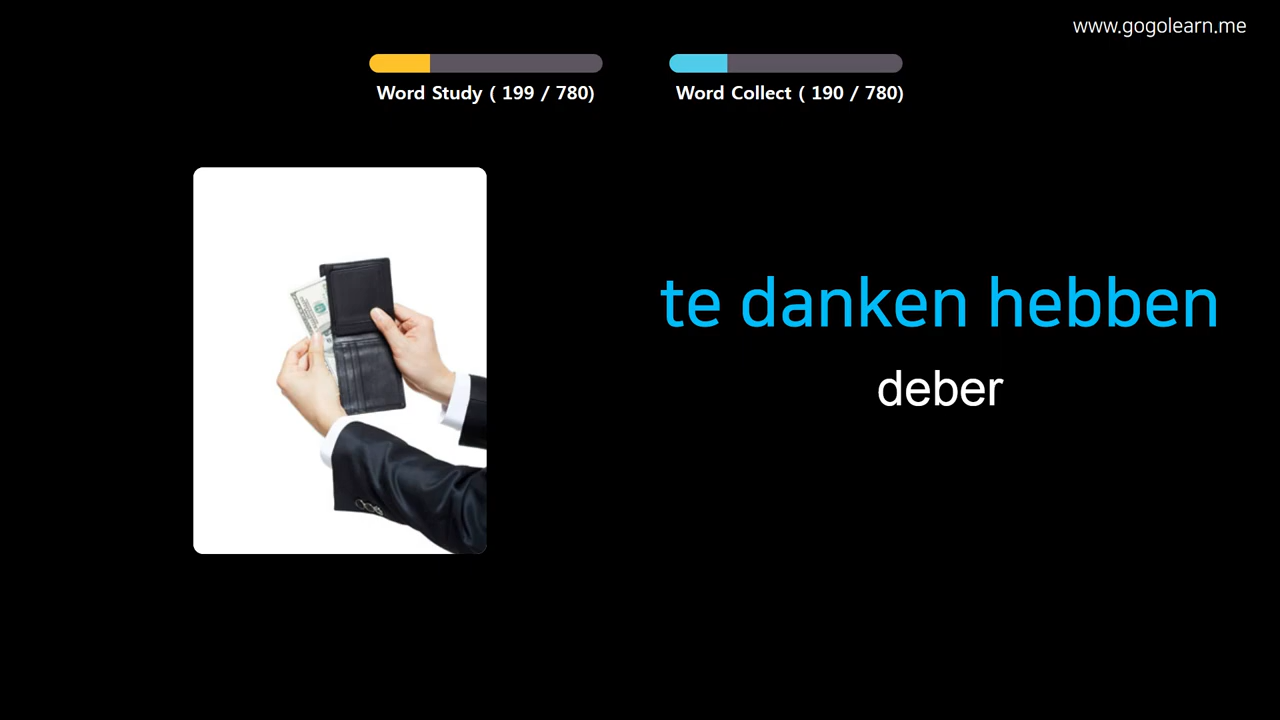 www.gogolearn.me
Word Study ( 199 / 780)
Word Collect ( 190 / 780)
te danken hebben
deber